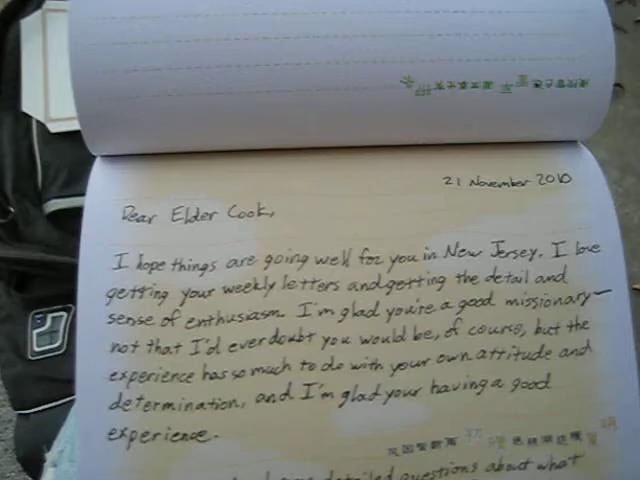 21 November 2010
Dear Elder Cook,
I hope things are going well for you in New Jersey. I love
getting your weekly letters and getting the detail and
sense of enthusiasm. I'm glad you're a good missionary—
not that I'd ever doubt you would be, of course, but the
experience has so much to do with your own attitude and
determination, and I'm glad your having a good
experience.
detailed questions about what